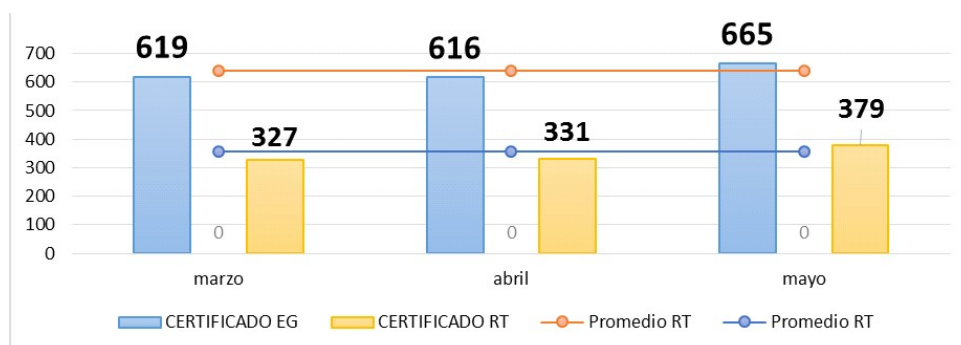 619
616
665
700
600
500
400
300
200
100
0
327
331
379
0
0
0
marzo
abril
mayo
CERTIFICADO EG
CERTIFICADO RT
Promedio RT
Promedio RT